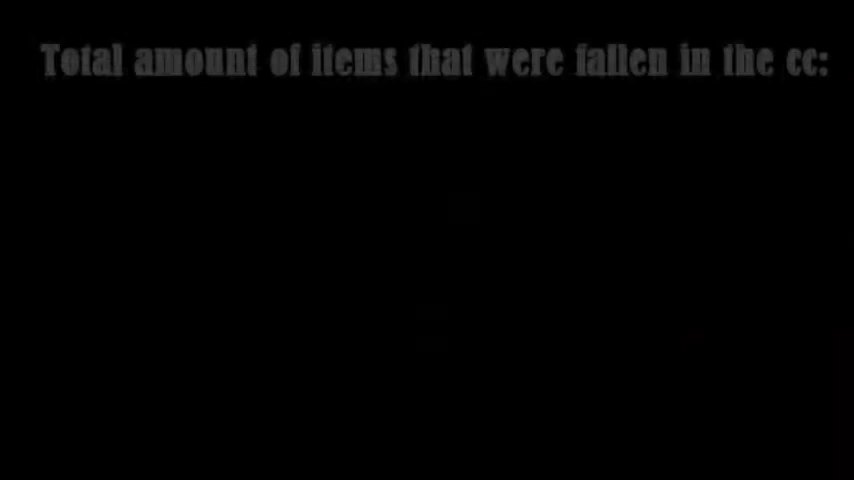 Total amount of items that were fallen in the cc: